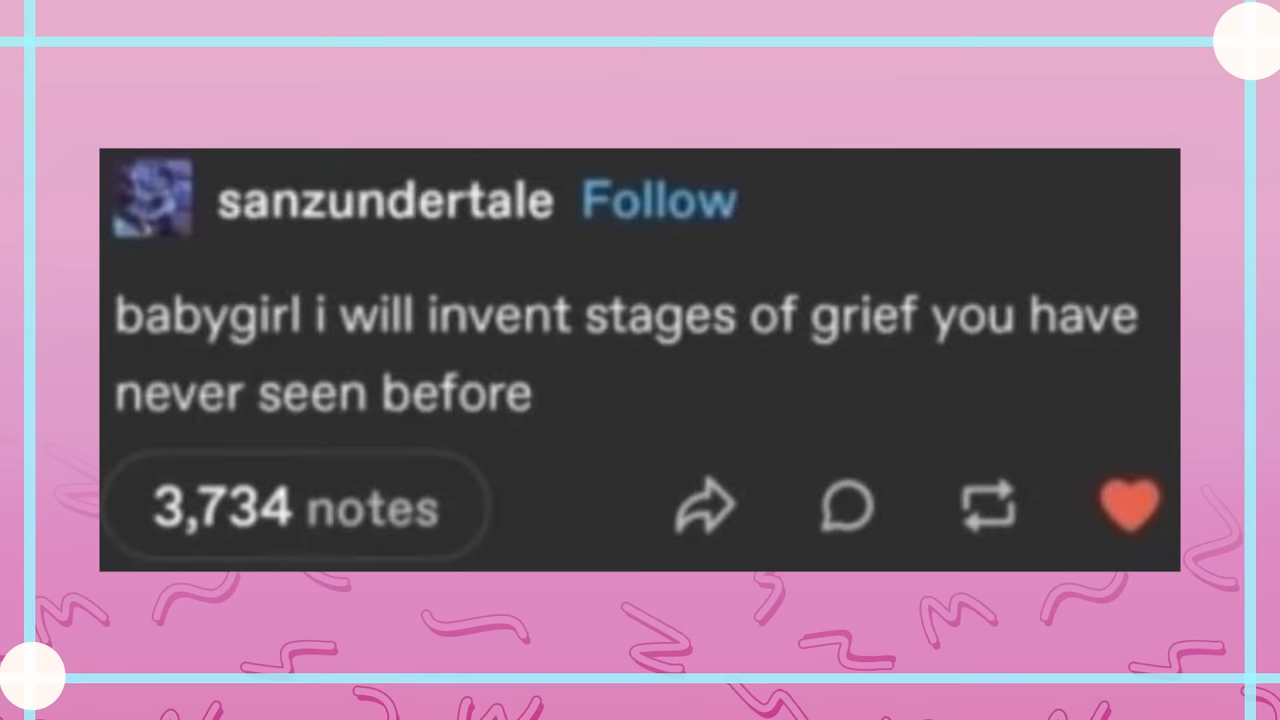 sanzundertale Follow
babygirl i will invent stages of grief you have
never seen before
3,734 notes